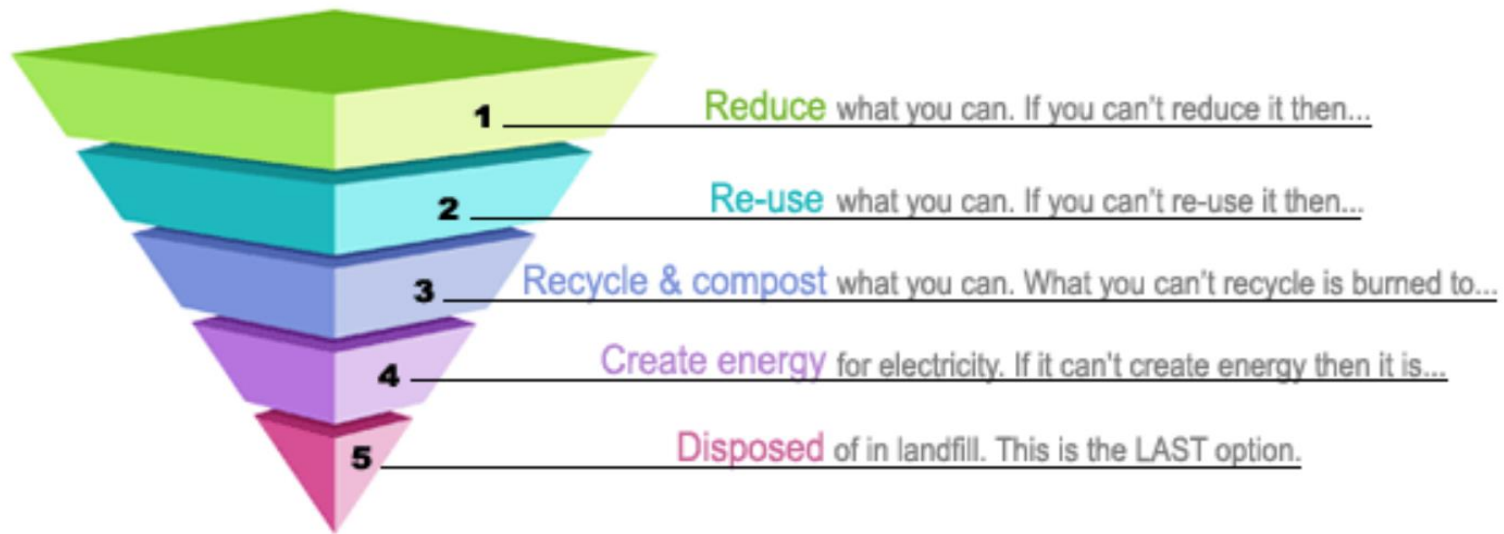 1 Reduce what you can. If you can't reduce it then...
2 Re-use what you can. If you can't re-use it then...
3 Recycle & compost what you can. What you can't recycle is burned to...
4 Create energy for electricity. If it can't create energy then it is...
5 Disposed of in landfill. This is the LAST option.